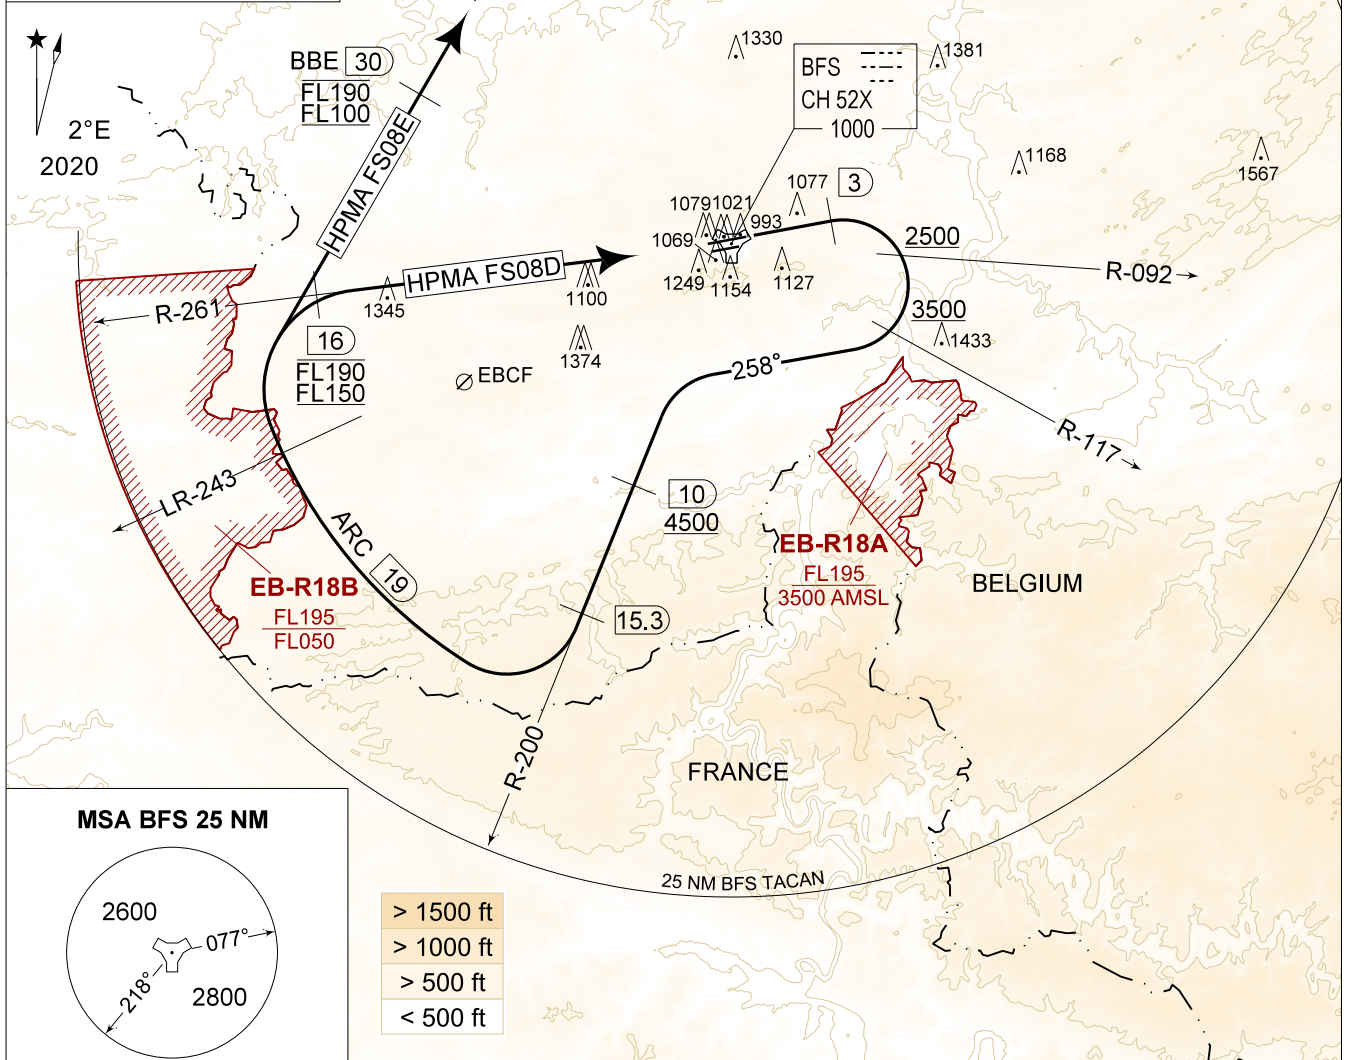 2°E
2020
BBE 30
FL190
FL100
HPMA FS08E
1330
BFS
CH 52X
1000
1381
1168
1567
1077
3
1079
1021
993
1069
1249
1154
1127
2500
R-092
3500
1433
R-117
HPMA FS08D
1100
1345
1374
R-261
16
FL190
FL150
EBCF
258°
LR-243
ARC 19
10
4500
EB-R18A
FL195
3500 AMSL
BELGIUM
EB-R18B
FL195
FL050
15.3
R-200
FRANCE
25 NM BFS TACAN
MSA BFS 25 NM
2600
077°
218°
2800
> 1500 ft
> 1000 ft
> 500 ft
< 500 ft